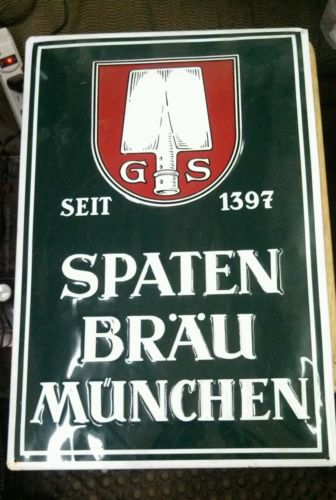 G S
SEIT 1397
SPATEN
BRÄU
MÜNCHEN